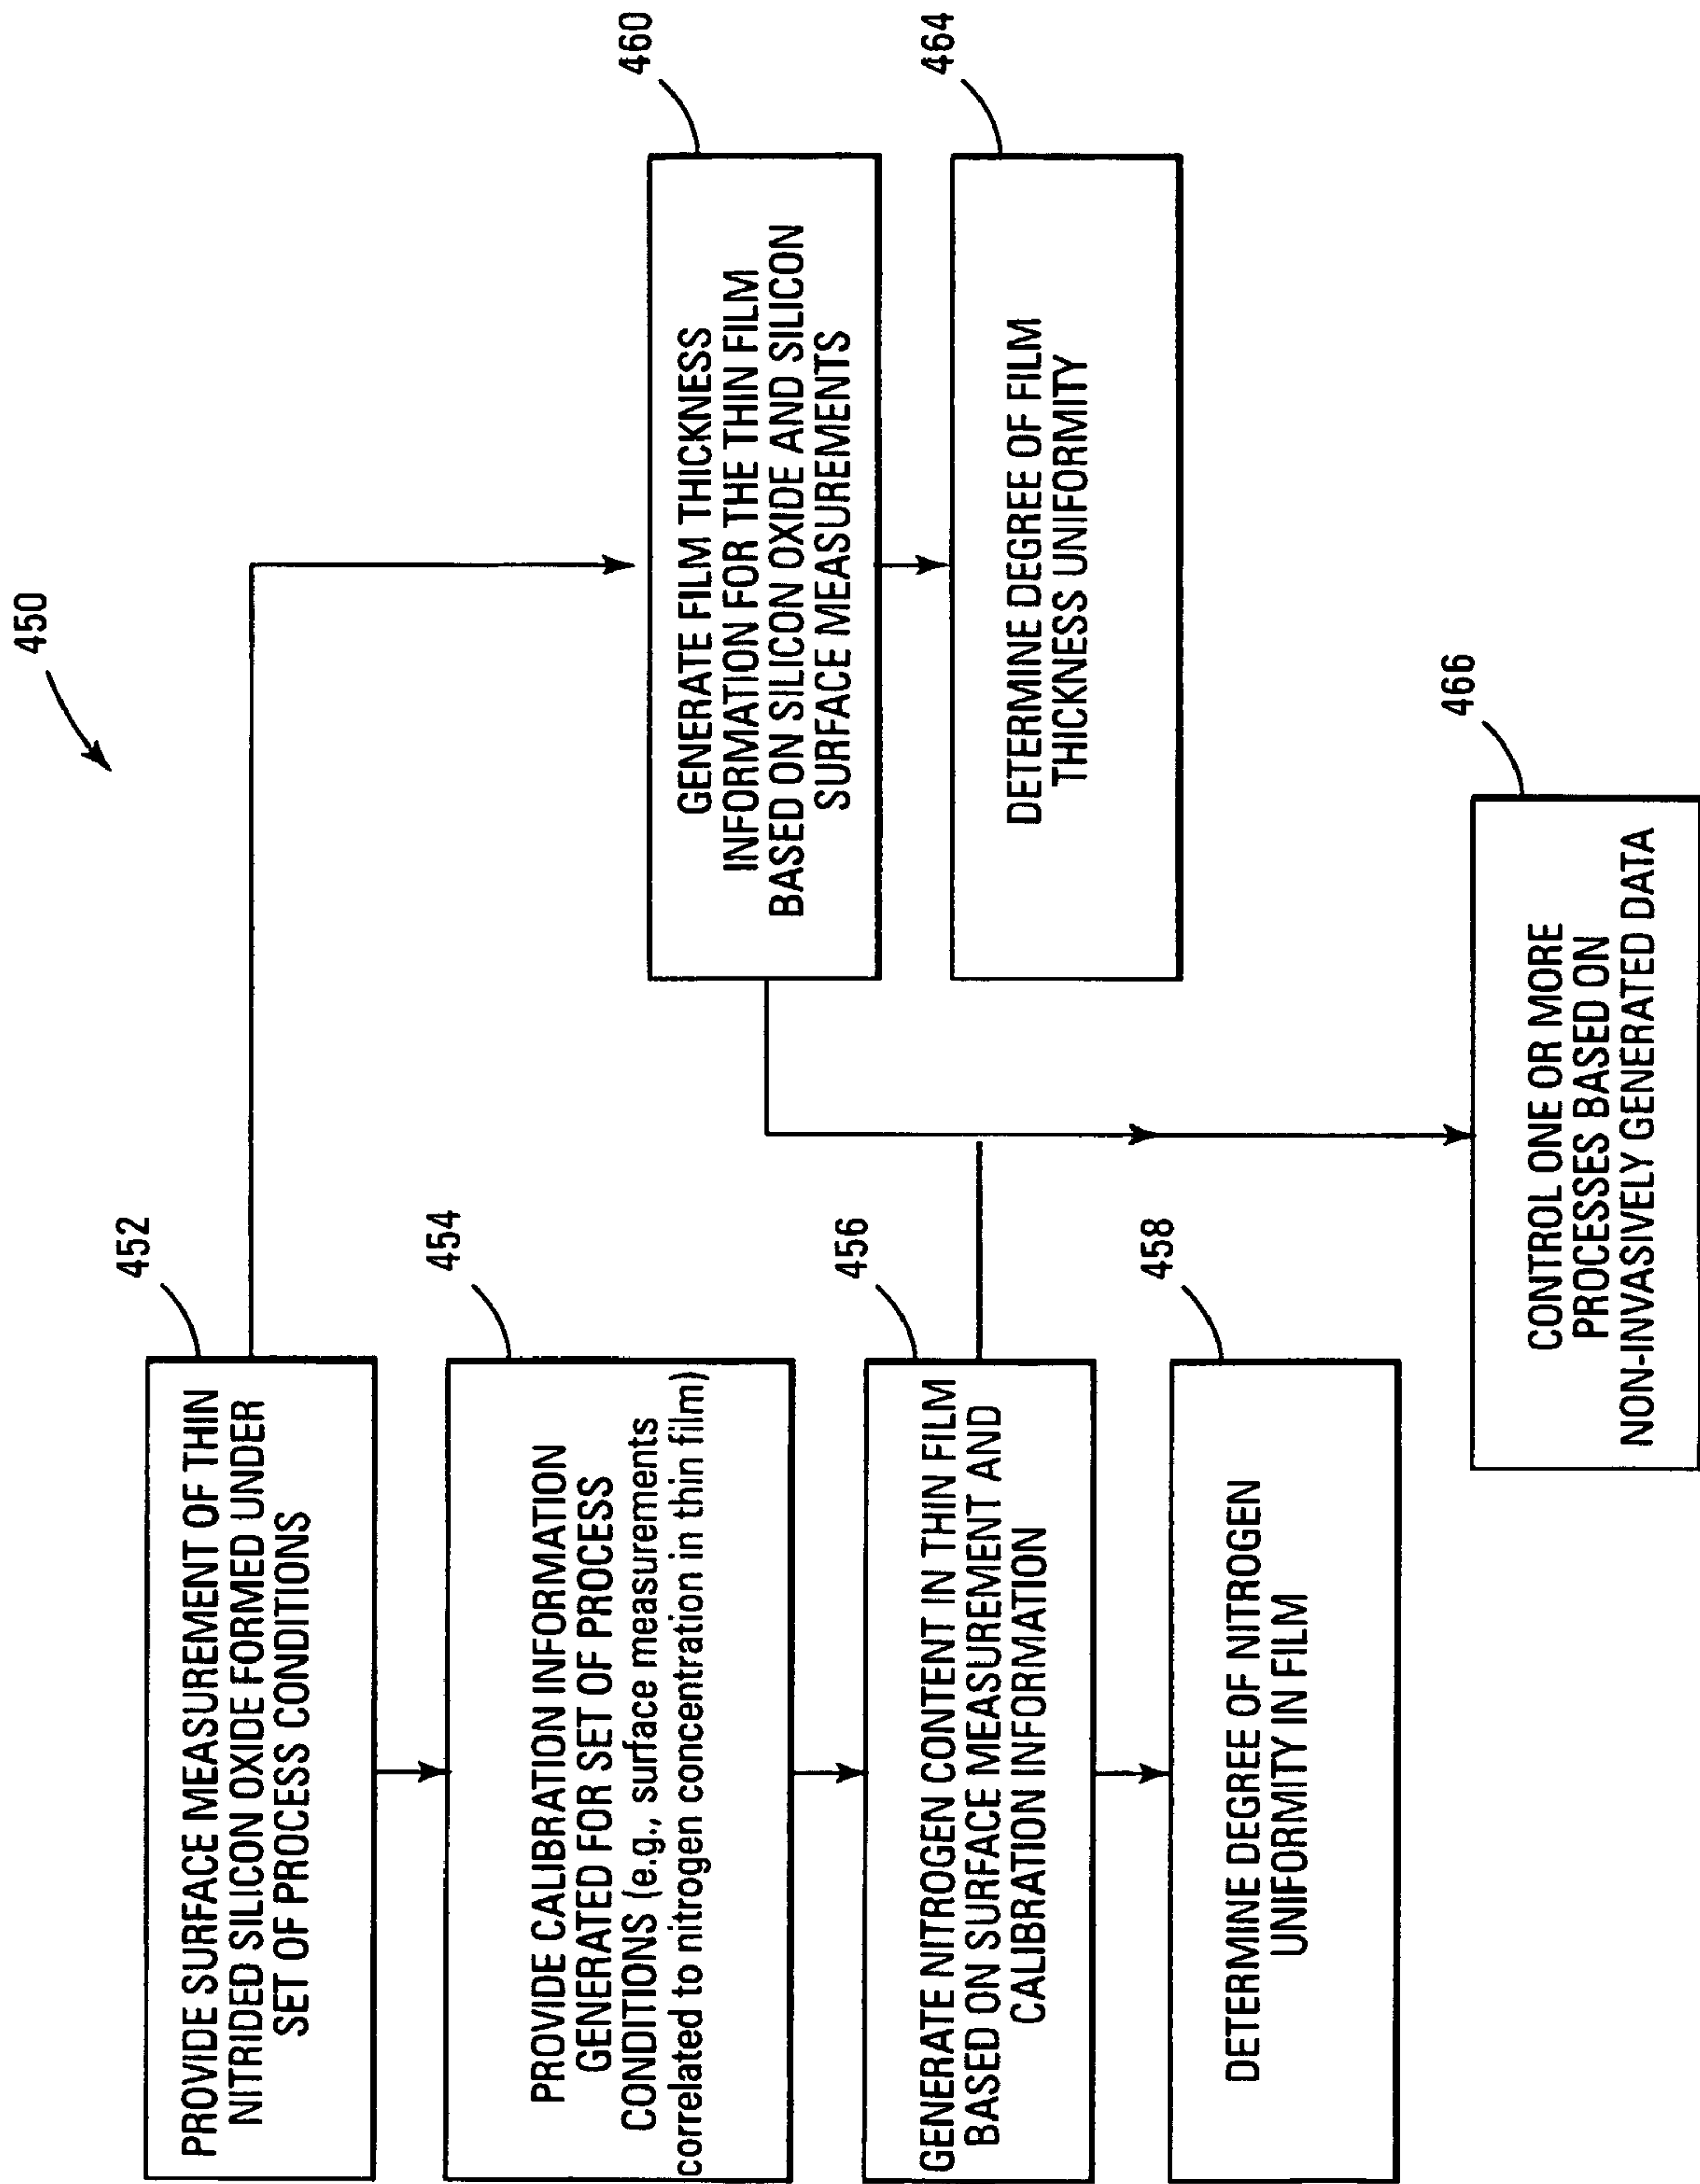 450
452
PROVIDE SURFACE MEASUREMENT OF THIN
NITRIDED SILICON OXIDE FORMED UNDER
SET OF PROCESS CONDITIONS
454
PROVIDE CALIBRATION INFORMATION
GENERATED FOR SET OF PROCESS
CONDITIONS (e.g., surface measurements
correlated to nitrogen concentration in thin film)
456
GENERATE NITROGEN CONTENT IN THIN FILM
BASED ON SURFACE MEASUREMENT AND
CALIBRATION INFORMATION
458
DETERMINE DEGREE OF NITROGEN
UNIFORMITY IN FILM
460
GENERATE FILM THICKNESS
INFORMATION FOR THE THIN FILM
BASED ON SILICON OXIDE AND SILICON
SURFACE MEASUREMENTS
464
DETERMINE DEGREE OF FILM
THICKNESS UNIFORMITY
466
CONTROL ONE OR MORE
PROCESSES BASED ON
NON-INVASIVELY GENERATED DATA